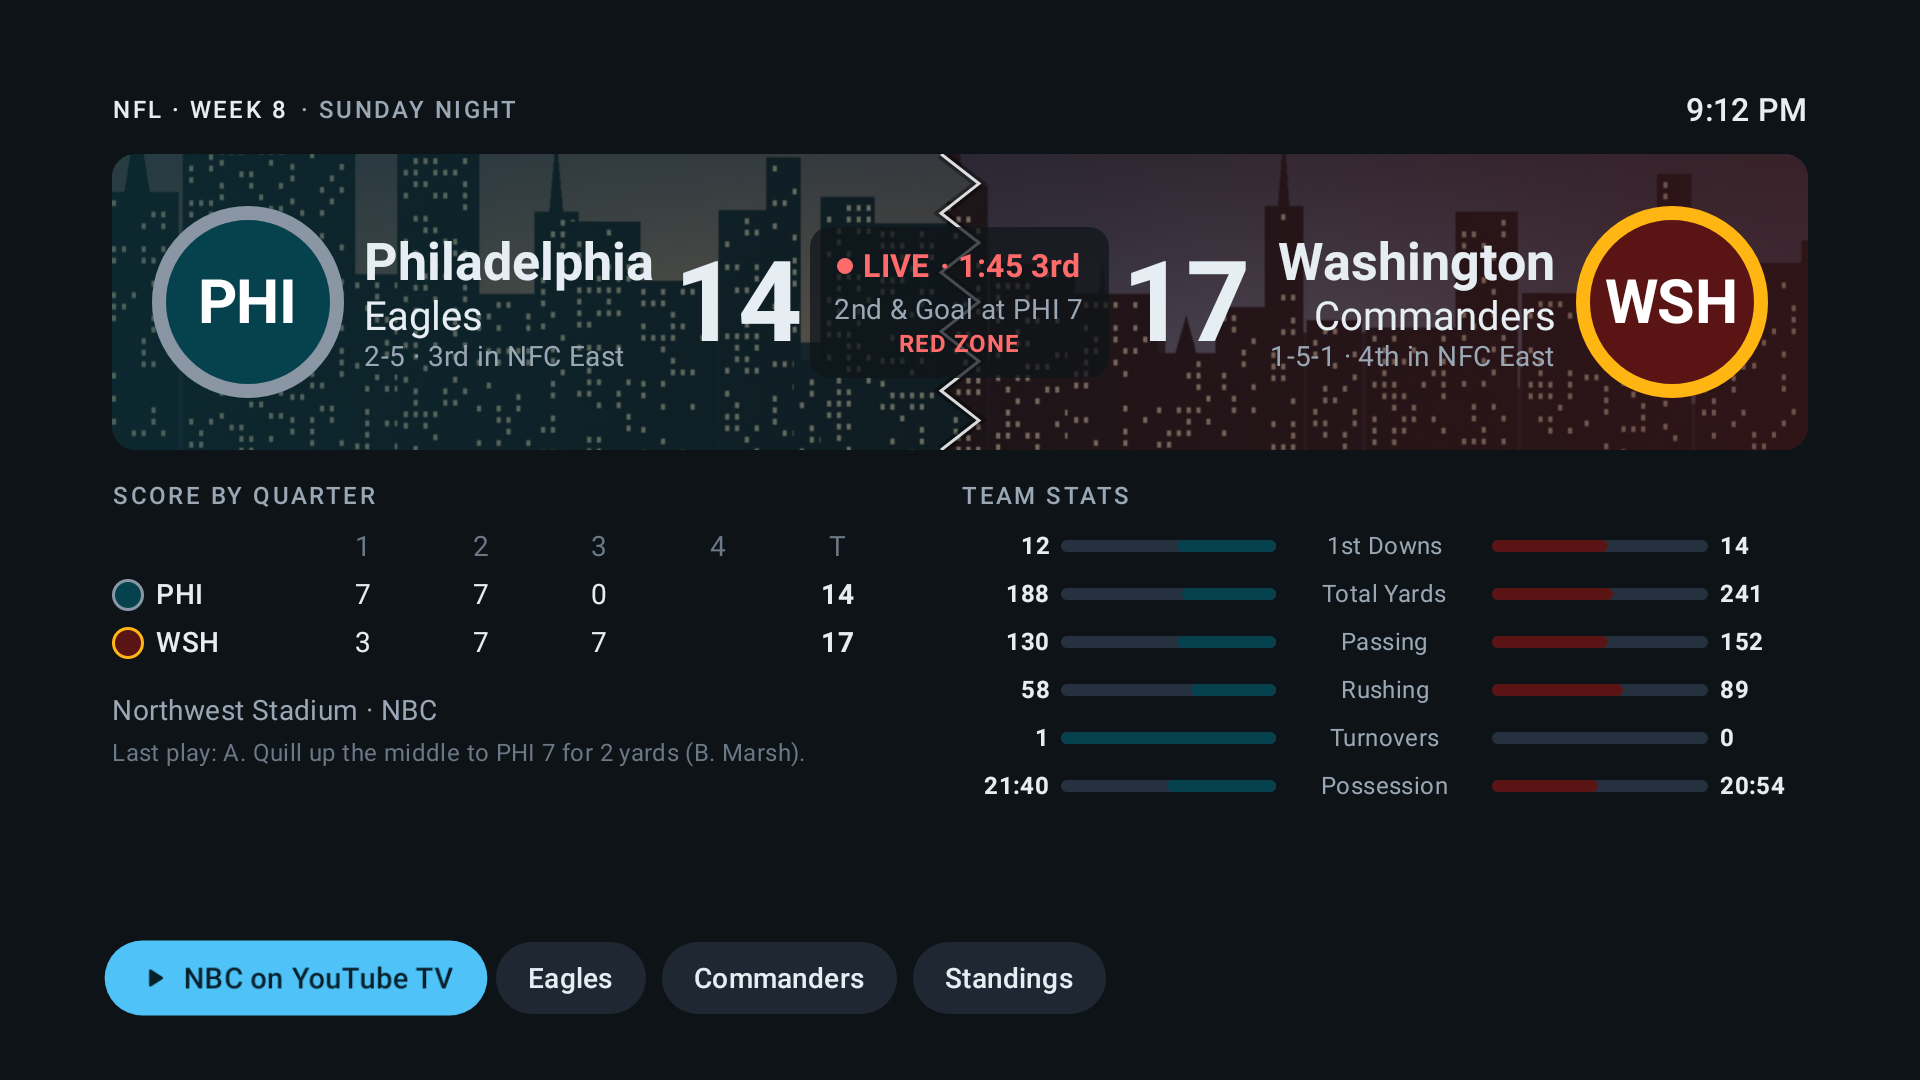 NFL · WEEK 8 · SUNDAY NIGHT
9:12 PM
PHI
Philadelphia
Eagles
2-5 · 3rd in NFC East
14
LIVE · 1:45 3rd
2nd & Goal at PHI 7
RED ZONE
17
Washington
Commanders
1-5-1 · 4th in NFC East
WSH
SCORE BY QUARTER
1 2 3 4 T
PHI 7 7 0 14
WSH 3 7 7 17
Northwest Stadium · NBC
Last play: A. Quill up the middle to PHI 7 for 2 yards (B. Marsh).
TEAM STATS
12 1st Downs 14
188 Total Yards 241
130 Passing 152
58 Rushing 89
1 Turnovers 0
21:40 Possession 20:54
NBC on YouTube TV
Eagles
Commanders
Standings